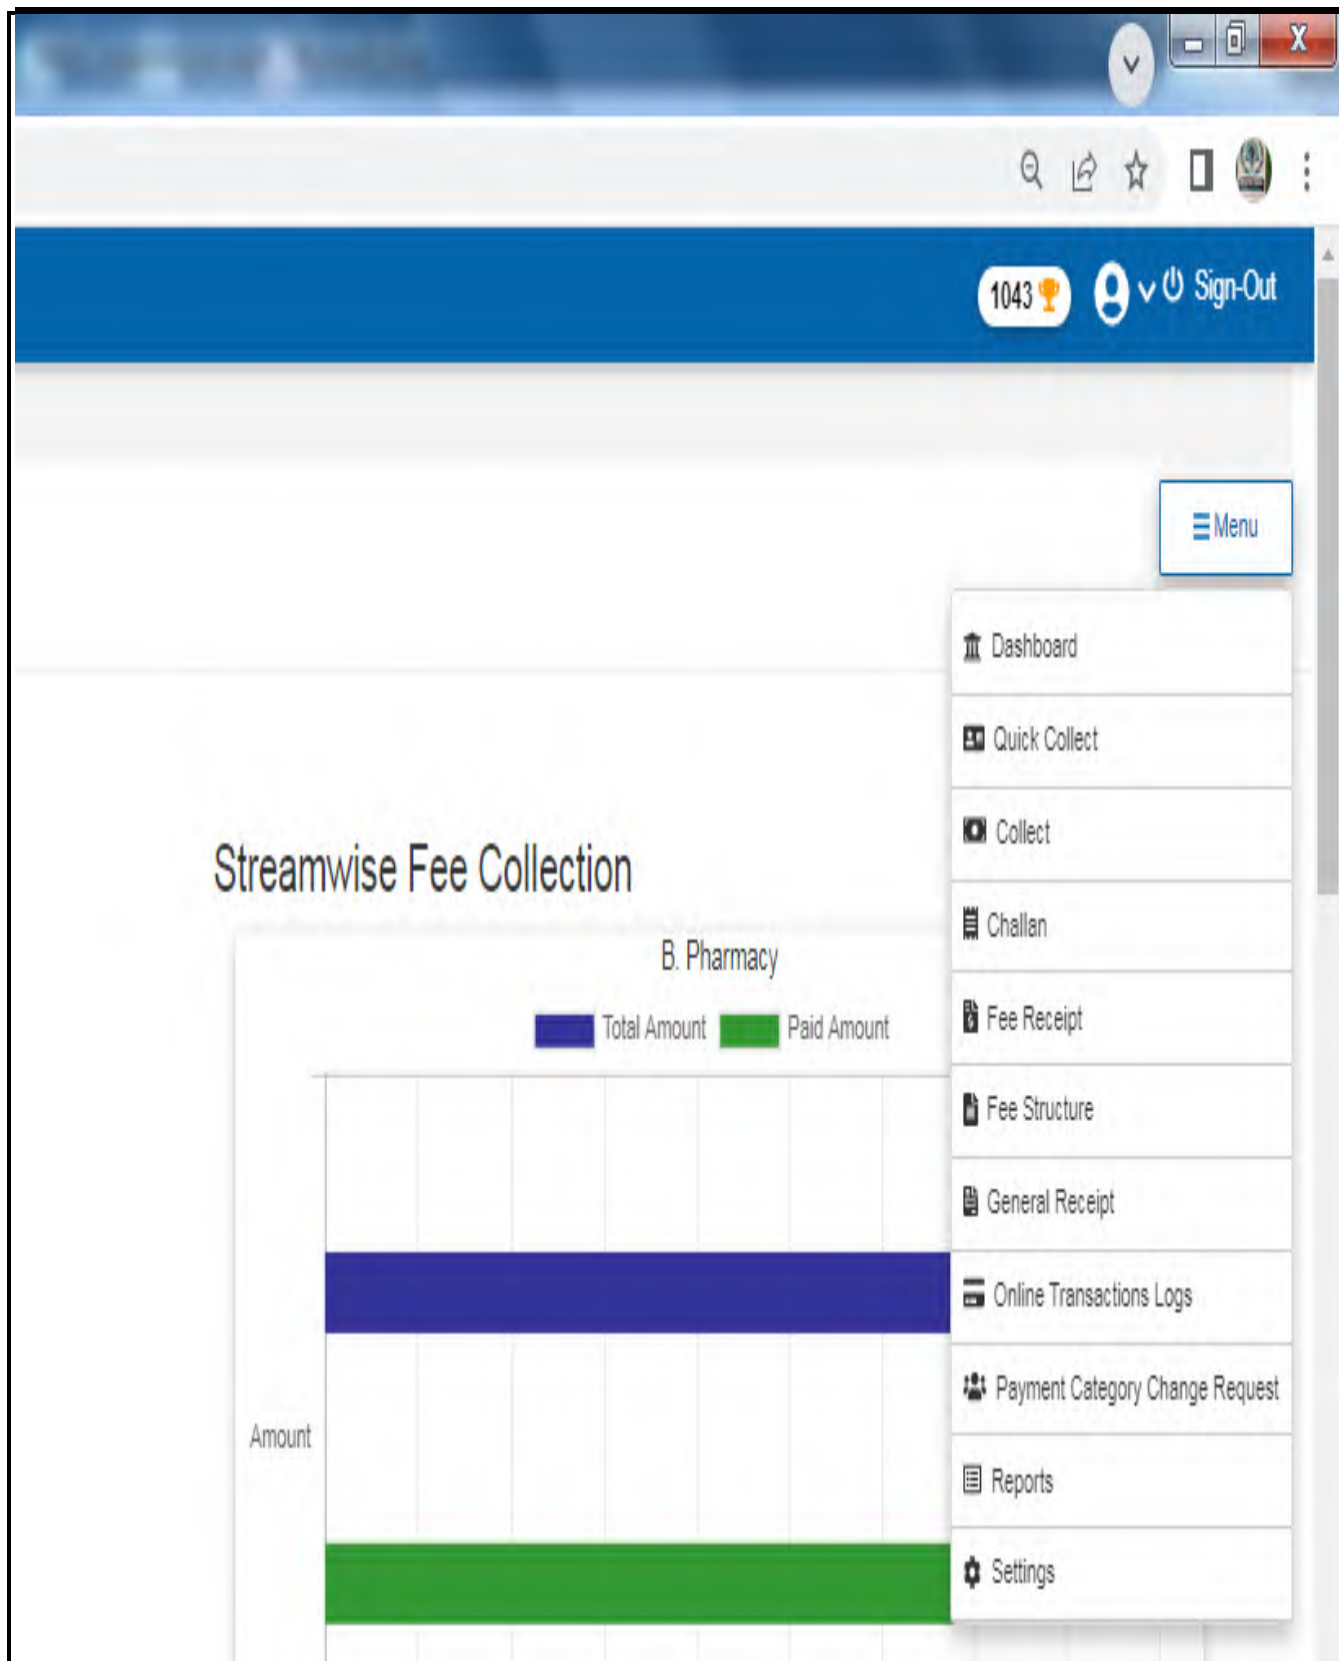 1043
Sign-Out
Menu
Dashboard
Quick Collect
Collect
Challan
Fee Receipt
Fee Structure
General Receipt
Online Transactions Logs
Payment Category Change Request
Reports
Settings
Streamwise Fee Collection
B. Pharmacy
Total Amount Paid Amount
Amount